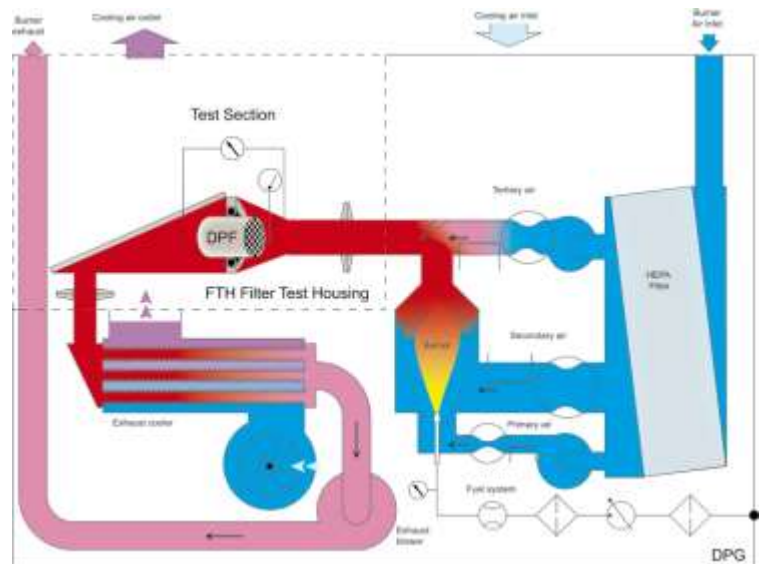 Burner
exhaust
Cooling air outlet
Cooling air inlet
Burner
Air Inlet
Test Section
Tertiary air
DPF
HEPA
Filter
FTH Filter Test Housing
Secondary air
Burner
Exhaust cooler
Primary air
Fuel system
Exhaust
blower
DPG